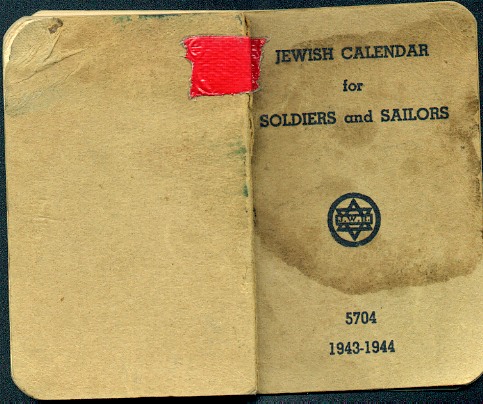 JEWISH CALENDAR
for
SOLDIERS and SAILORS
J.W.B.
5704
1943-1944